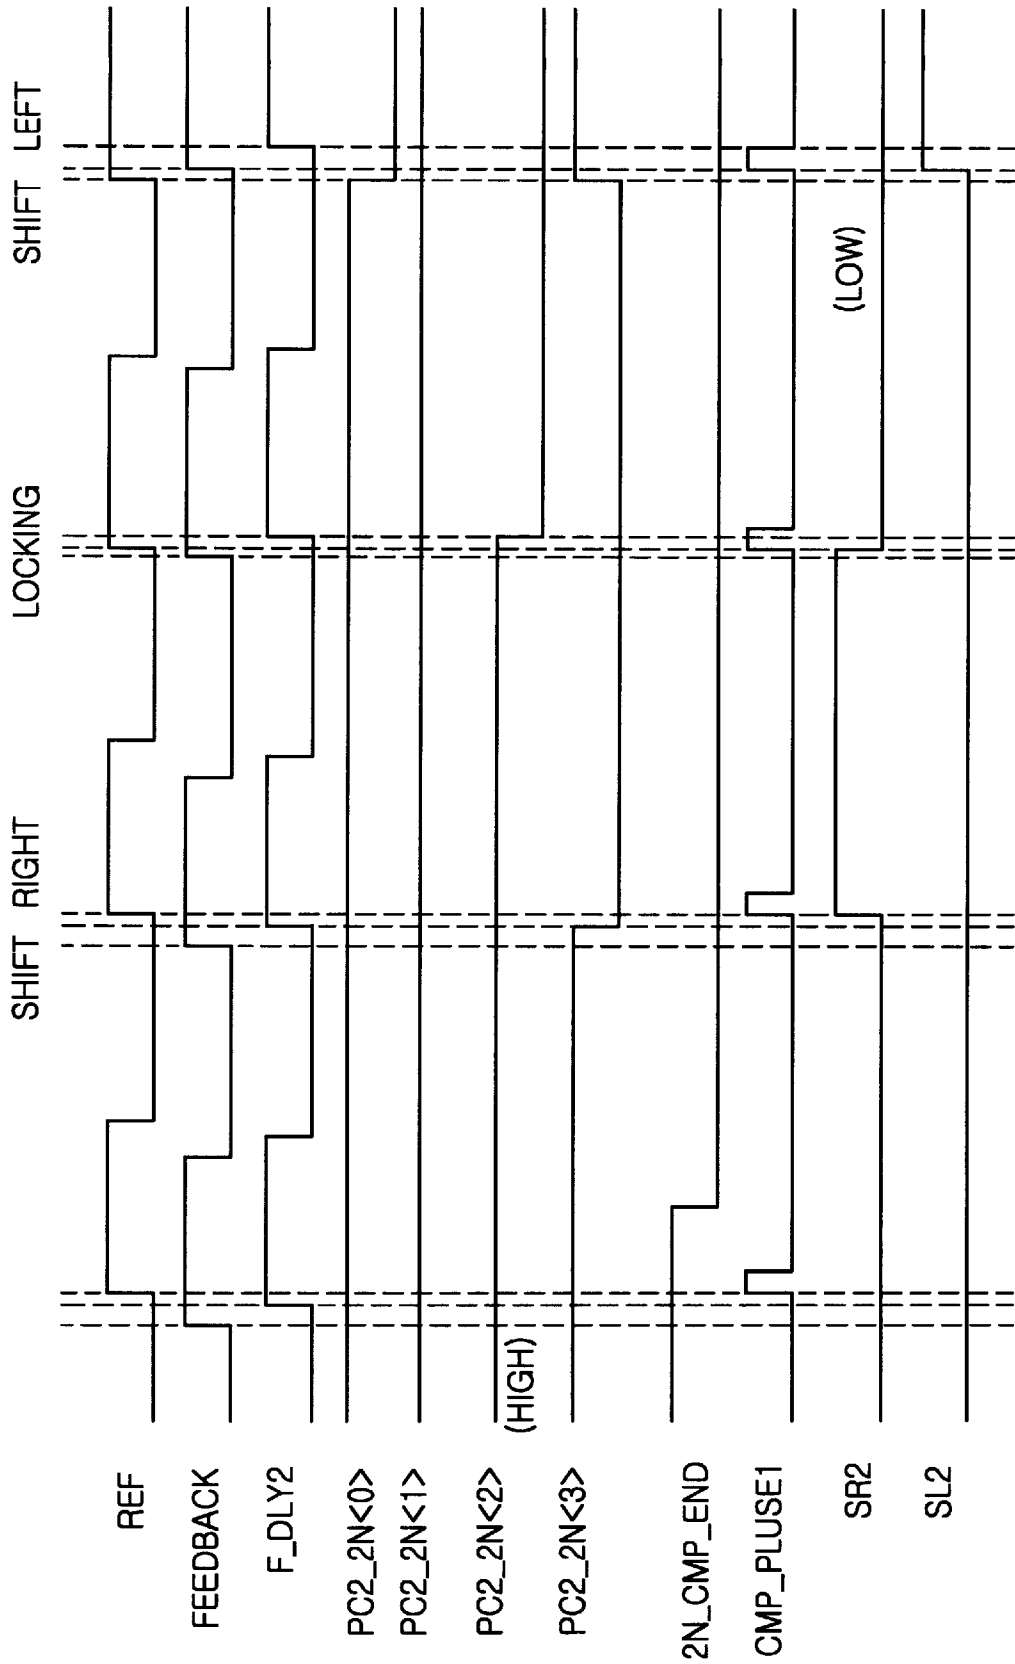 SHIFT RIGHT
LOCKING
SHIFT LEFT
REF
FEEDBACK
F_DLY2
PC2_2N<0>
PC2_2N<1>
PC2_2N<2>
(HIGH)
PC2_2N<3>
2N_CMP_END
CMP_PLUSE1
SR2
(LOW)
SL2